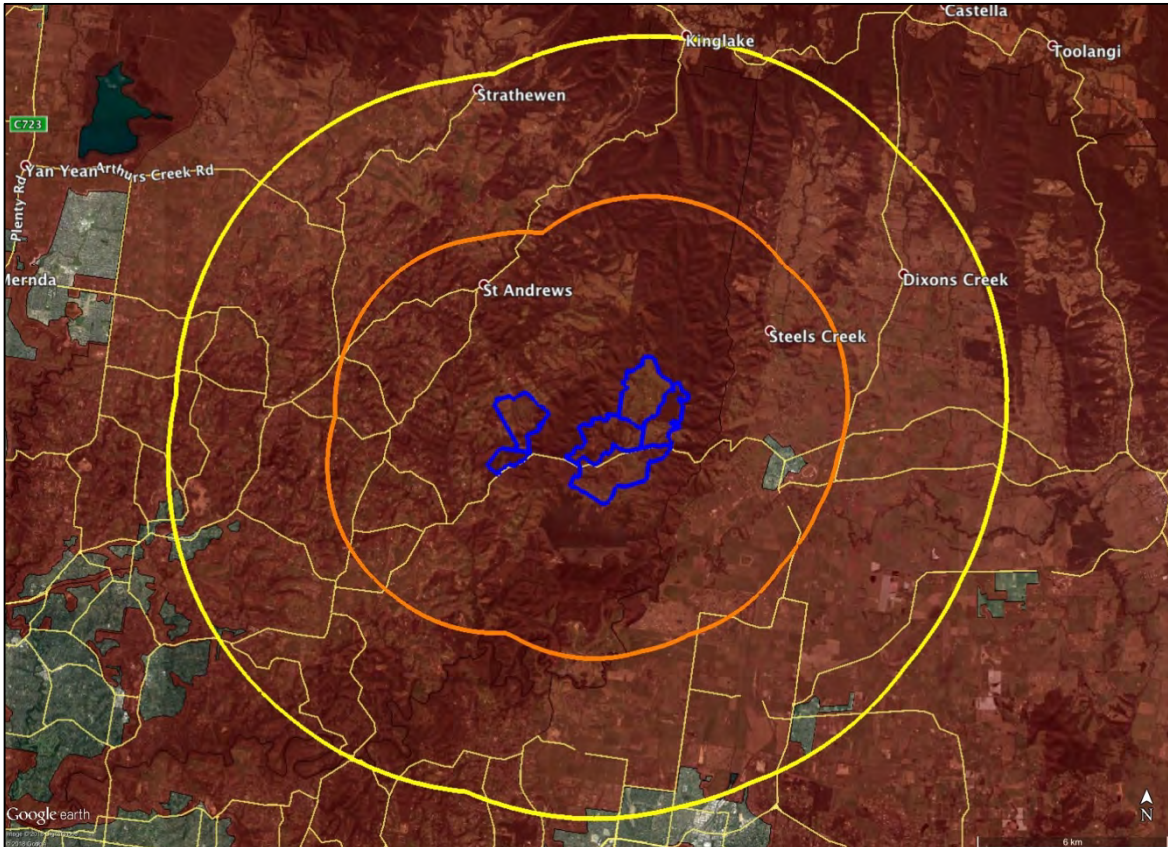 Castella
Kinglake
Toolangi
Strathewen
C723
Yan Yean
Arthurs Creek Rd
Plenty Rd
Mernda
St Andrews
Dixons Creek
Steels Creek
Google earth
N
6 km